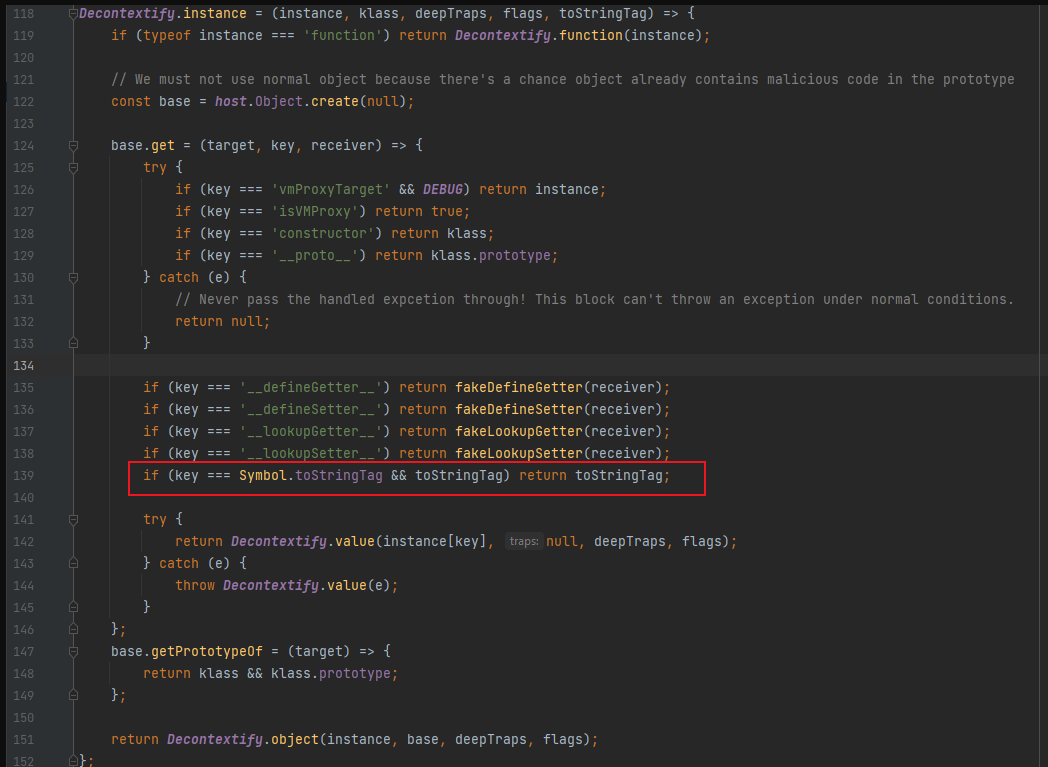 118 Decontextify.instance = (instance, klass, deepTraps, flags, toStringTag) => {
119 if (typeof instance === 'function') return Decontextify.function(instance);
120
121 // We must not use normal object because there's a chance object already contains malicious code in the prototype
122 const base = host.Object.create(null);
123
124 base.get = (target, key, receiver) => {
125 try {
126 if (key === 'vmProxyTarget' && DEBUG) return instance;
127 if (key === 'isVMProxy') return true;
128 if (key === 'constructor') return klass;
129 if (key === '__proto__') return klass.prototype;
130 } catch (e) {
131 // Never pass the handled expcetion through! This block can't throw an exception under normal conditions.
132 return null;
133 }
134
135 if (key === '__defineGetter__') return fakeDefineGetter(receiver);
136 if (key === '__defineSetter__') return fakeDefineSetter(receiver);
137 if (key === '__lookupGetter__') return fakeLookupGetter(receiver);
138 if (key === '__lookupSetter__') return fakeLookupSetter(receiver);
139 if (key === Symbol.toStringTag && toStringTag) return toStringTag;
140
141 try {
142 return Decontextify.value(instance[key], traps: null, deepTraps, flags);
143 } catch (e) {
144 throw Decontextify.value(e);
145 }
146 };
147 base.getPrototypeOf = (target) => {
148 return klass && klass.prototype;
149 };
150
151 return Decontextify.object(instance, base, deepTraps, flags);
152 };